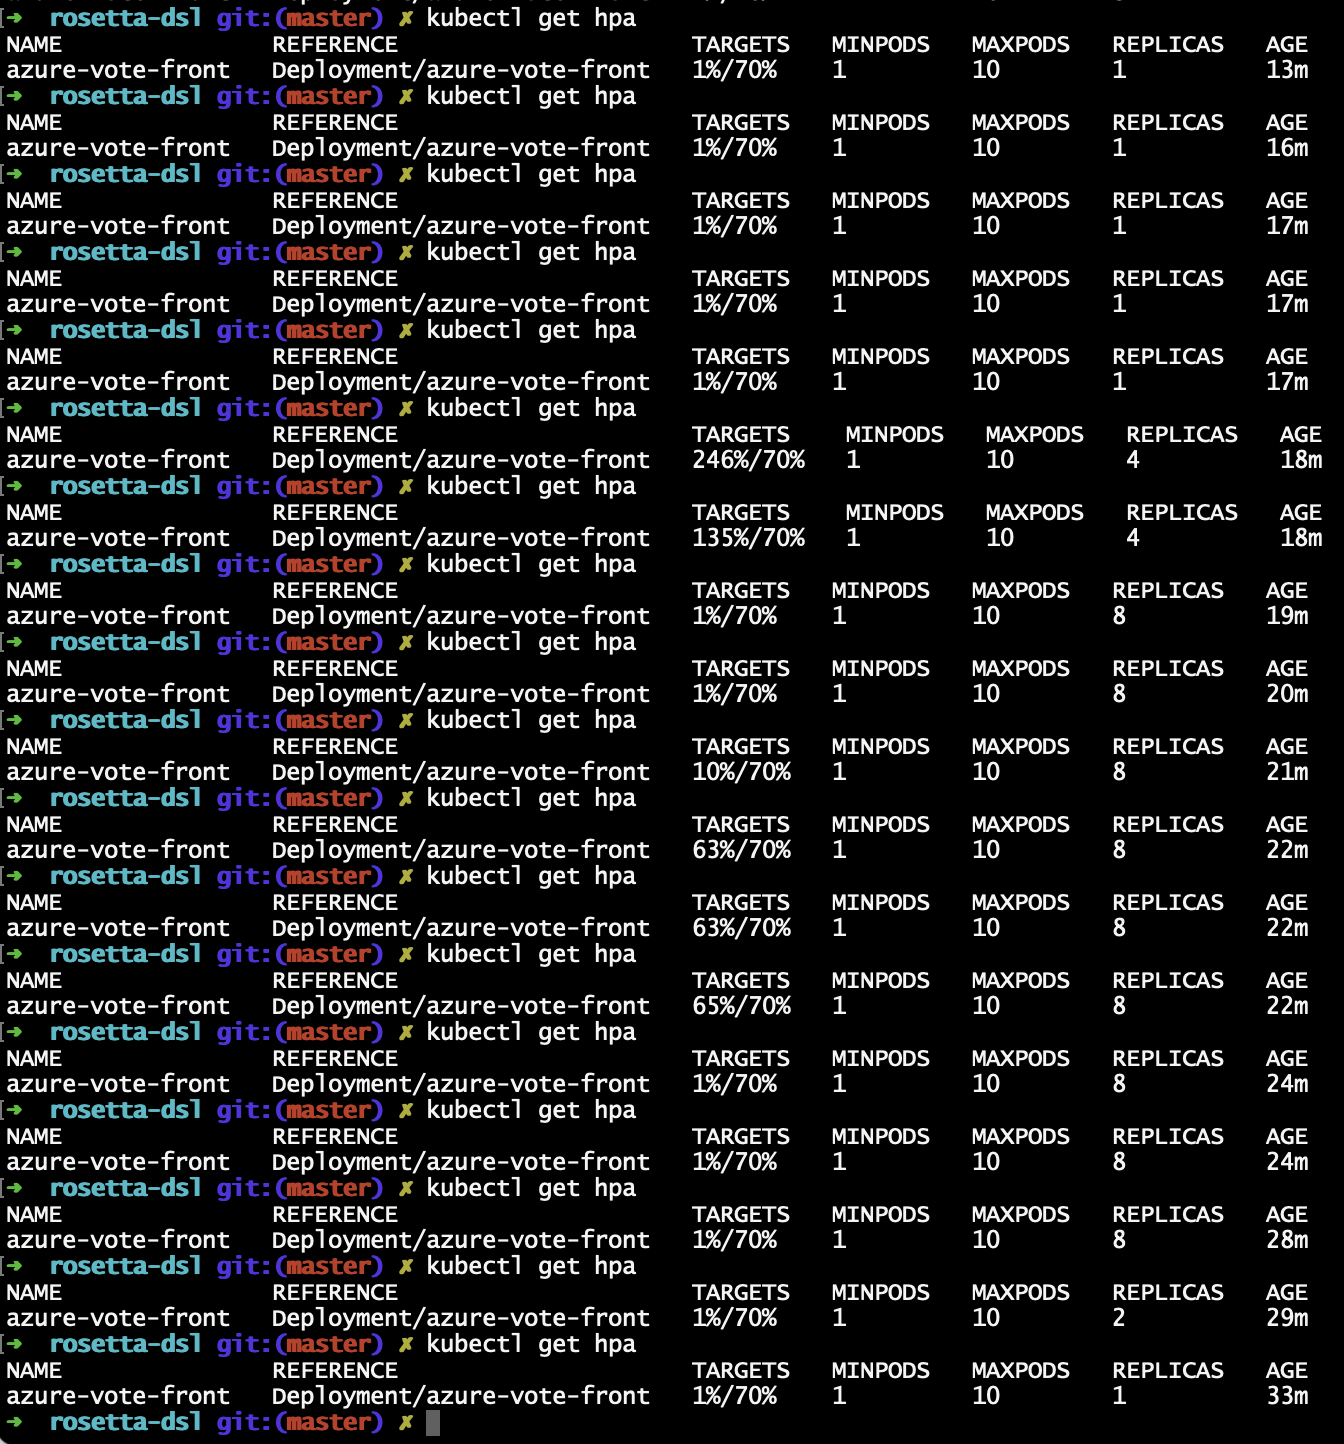 ➜  rosetta-dsl git:(master) ✗ kubectl get hpa
NAME               REFERENCE                     TARGETS   MINPODS   MAXPODS   REPLICAS   AGE
azure-vote-front   Deployment/azure-vote-front   1%/70%    1         10        1          13m
[➜  rosetta-dsl git:(master) ✗ kubectl get hpa
NAME               REFERENCE                     TARGETS   MINPODS   MAXPODS   REPLICAS   AGE
azure-vote-front   Deployment/azure-vote-front   1%/70%    1         10        1          16m
[➜  rosetta-dsl git:(master) ✗ kubectl get hpa
NAME               REFERENCE                     TARGETS   MINPODS   MAXPODS   REPLICAS   AGE
azure-vote-front   Deployment/azure-vote-front   1%/70%    1         10        1          17m
[➜  rosetta-dsl git:(master) ✗ kubectl get hpa
NAME               REFERENCE                     TARGETS   MINPODS   MAXPODS   REPLICAS   AGE
azure-vote-front   Deployment/azure-vote-front   1%/70%    1         10        1          17m
[➜  rosetta-dsl git:(master) ✗ kubectl get hpa
NAME               REFERENCE                     TARGETS   MINPODS   MAXPODS   REPLICAS   AGE
azure-vote-front   Deployment/azure-vote-front   1%/70%    1         10        1          17m
[➜  rosetta-dsl git:(master) ✗ kubectl get hpa
NAME               REFERENCE                     TARGETS    MINPODS   MAXPODS   REPLICAS   AGE
azure-vote-front   Deployment/azure-vote-front   246%/70%   1         10        4          18m
[➜  rosetta-dsl git:(master) ✗ kubectl get hpa
NAME               REFERENCE                     TARGETS    MINPODS   MAXPODS   REPLICAS   AGE
azure-vote-front   Deployment/azure-vote-front   135%/70%   1         10        4          18m
[➜  rosetta-dsl git:(master) ✗ kubectl get hpa
NAME               REFERENCE                     TARGETS   MINPODS   MAXPODS   REPLICAS   AGE
azure-vote-front   Deployment/azure-vote-front   1%/70%    1         10        8          19m
[➜  rosetta-dsl git:(master) ✗ kubectl get hpa
NAME               REFERENCE                     TARGETS   MINPODS   MAXPODS   REPLICAS   AGE
azure-vote-front   Deployment/azure-vote-front   1%/70%    1         10        8          20m
[➜  rosetta-dsl git:(master) ✗ kubectl get hpa
NAME               REFERENCE                     TARGETS   MINPODS   MAXPODS   REPLICAS   AGE
azure-vote-front   Deployment/azure-vote-front   10%/70%   1         10        8          21m
[➜  rosetta-dsl git:(master) ✗ kubectl get hpa
NAME               REFERENCE                     TARGETS   MINPODS   MAXPODS   REPLICAS   AGE
azure-vote-front   Deployment/azure-vote-front   63%/70%   1         10        8          22m
[➜  rosetta-dsl git:(master) ✗ kubectl get hpa
NAME               REFERENCE                     TARGETS   MINPODS   MAXPODS   REPLICAS   AGE
azure-vote-front   Deployment/azure-vote-front   63%/70%   1         10        8          22m
[➜  rosetta-dsl git:(master) ✗ kubectl get hpa
NAME               REFERENCE                     TARGETS   MINPODS   MAXPODS   REPLICAS   AGE
azure-vote-front   Deployment/azure-vote-front   65%/70%   1         10        8          22m
[➜  rosetta-dsl git:(master) ✗ kubectl get hpa
NAME               REFERENCE                     TARGETS   MINPODS   MAXPODS   REPLICAS   AGE
azure-vote-front   Deployment/azure-vote-front   1%/70%    1         10        8          24m
[➜  rosetta-dsl git:(master) ✗ kubectl get hpa
NAME               REFERENCE                     TARGETS   MINPODS   MAXPODS   REPLICAS   AGE
azure-vote-front   Deployment/azure-vote-front   1%/70%    1         10        8          24m
[➜  rosetta-dsl git:(master) ✗ kubectl get hpa
NAME               REFERENCE                     TARGETS   MINPODS   MAXPODS   REPLICAS   AGE
azure-vote-front   Deployment/azure-vote-front   1%/70%    1         10        8          28m
[➜  rosetta-dsl git:(master) ✗ kubectl get hpa
NAME               REFERENCE                     TARGETS   MINPODS   MAXPODS   REPLICAS   AGE
azure-vote-front   Deployment/azure-vote-front   1%/70%    1         10        2          29m
[➜  rosetta-dsl git:(master) ✗ kubectl get hpa
NAME               REFERENCE                     TARGETS   MINPODS   MAXPODS   REPLICAS   AGE
azure-vote-front   Deployment/azure-vote-front   1%/70%    1         10        1          33m
➜  rosetta-dsl git:(master) ✗